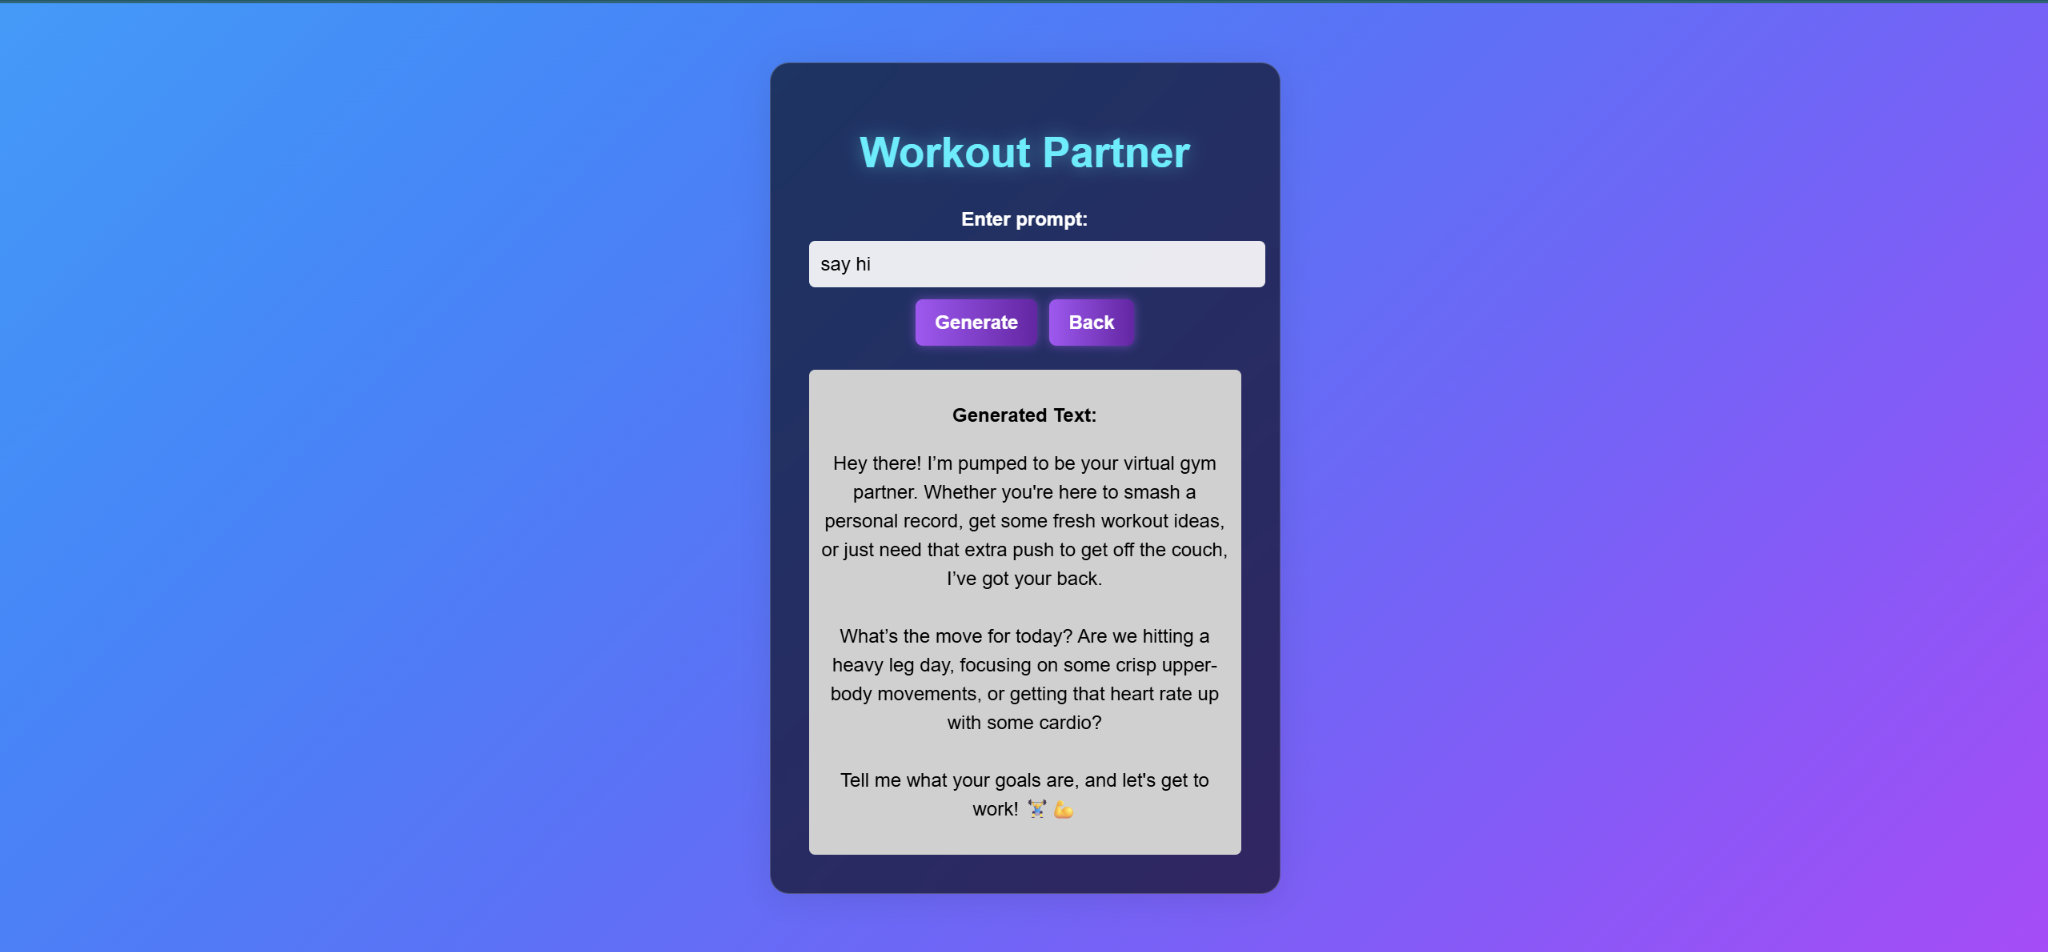 Workout Partner
Enter prompt:
say hi
Generate Back
Generated Text:
Hey there! I’m pumped to be your virtual gym
partner. Whether you're here to smash a
personal record, get some fresh workout ideas,
or just need that extra push to get off the couch,
I’ve got your back.
What’s the move for today? Are we hitting a
heavy leg day, focusing on some crisp upper-
body movements, or getting that heart rate up
with some cardio?
Tell me what your goals are, and let's get to
work! 🏋️ 💪